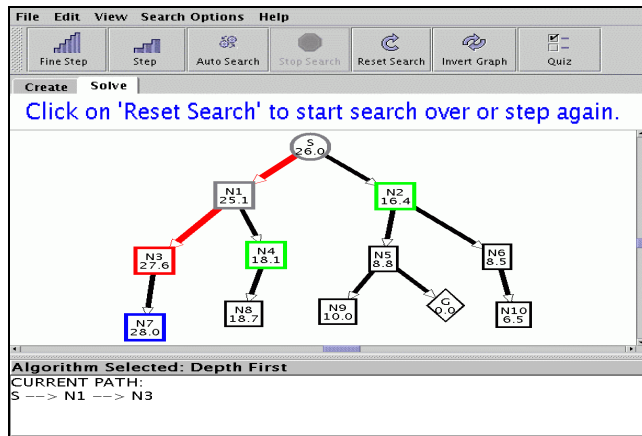 File Edit View Search Options Help
Fine Step Step Auto Search Stop Search Reset Search Invert Graph Quiz
Create Solve
Click on 'Reset Search' to start search over or step again.
S
26.0
N1
25.1
N2
16.4
N3
27.6
N4
18.1
N5
8.8
N6
8.5
N7
28.0
N8
18.7
N9
10.0
G
0.0
N10
6.5
Algorithm Selected: Depth First
CURRENT PATH:
S --> N1 --> N3